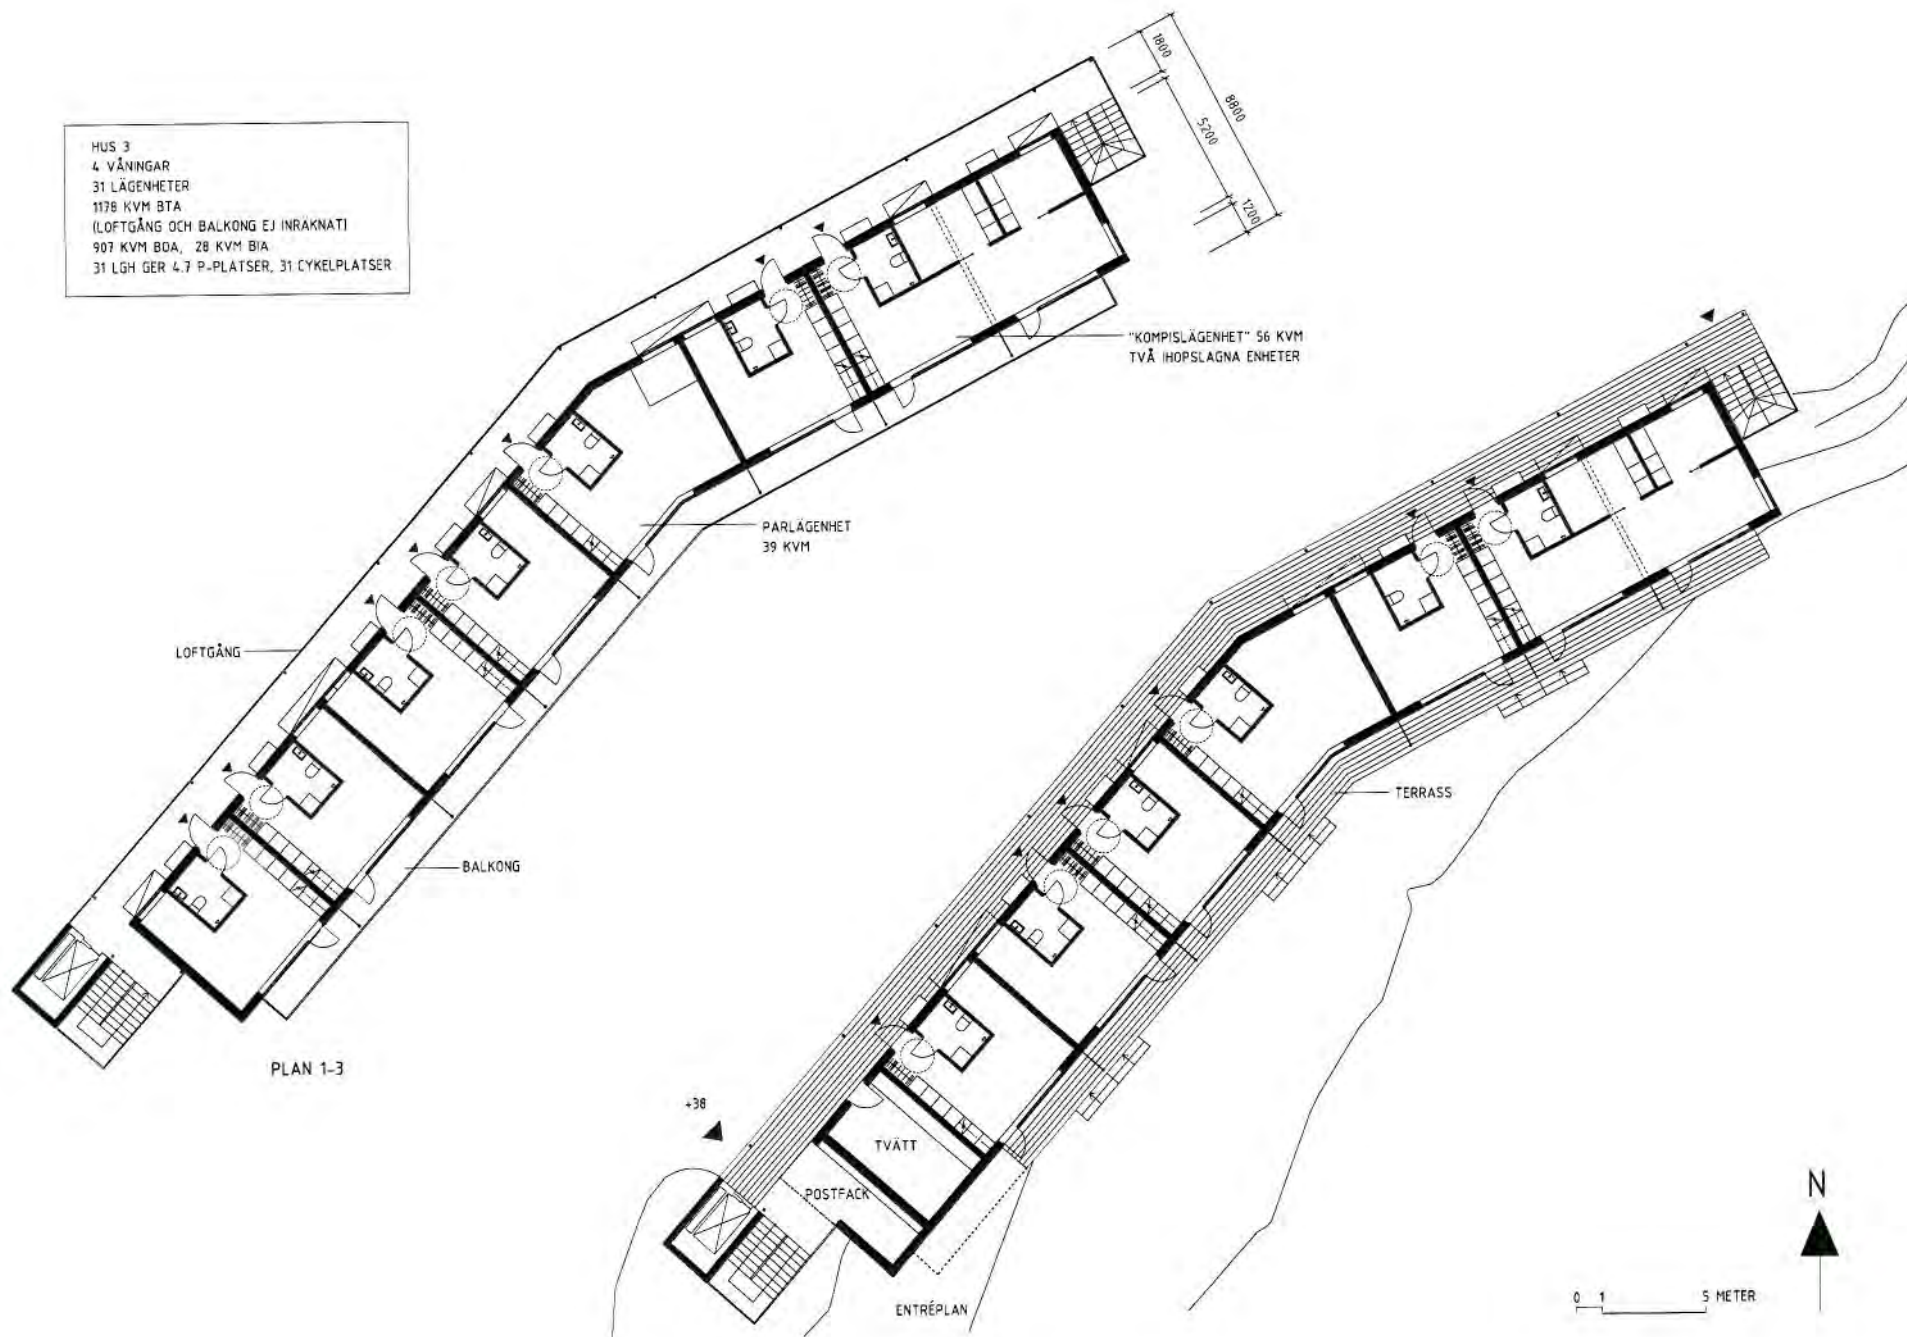 HUS 3
4 VÅNINGAR
31 LÄGENHETER
1178 KVM BTA
(LOFTGÅNG OCH BALKONG EJ INRÄKNAT)
907 KVM BOA, 28 KVM BIA
31 LGH GER 4.7 P-PLATSER, 31 CYKELPLATSER
1800
8800
5200
1200
"KOMPISLÄGENHET" 56 KVM
TVÅ IHOPSLAGNA ENHETER
PARLÄGENHET
39 KVM
LOFTGÅNG
BALKONG
PLAN 1-3
TERRASS
+38
TVÄTT
POSTFACK
ENTRÉPLAN
N
0 1 5 METER